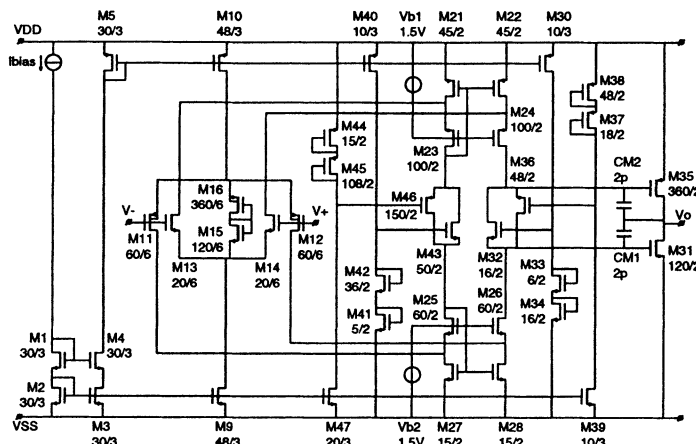 M5
30/3
M10
48/3
M40
10/3
Vb1
1.5V
M21
45/2
M22
45/2
M30
10/3
VDD
Ibias
M38
48/2
M37
18/2
M44
15/2
M45
108/2
M24
100/2
M23
100/2
M36
48/2
CM2
2p
M35
360/2
M16
360/6
M15
120/6
M46
150/2
V-
V+
Vo
M11
60/6
M12
60/6
M13
20/6
M14
20/6
M43
50/2
M32
16/2
M33
6/2
CM1
2p
M31
120/2
M42
36/2
M41
5/2
M25
60/2
M26
60/2
M34
16/2
M1
30/3
M4
30/3
M2
30/3
VSS
M3
30/3
M9
48/3
M47
20/3
Vb2
1.5V
M27
15/2
M28
15/2
M39
10/3